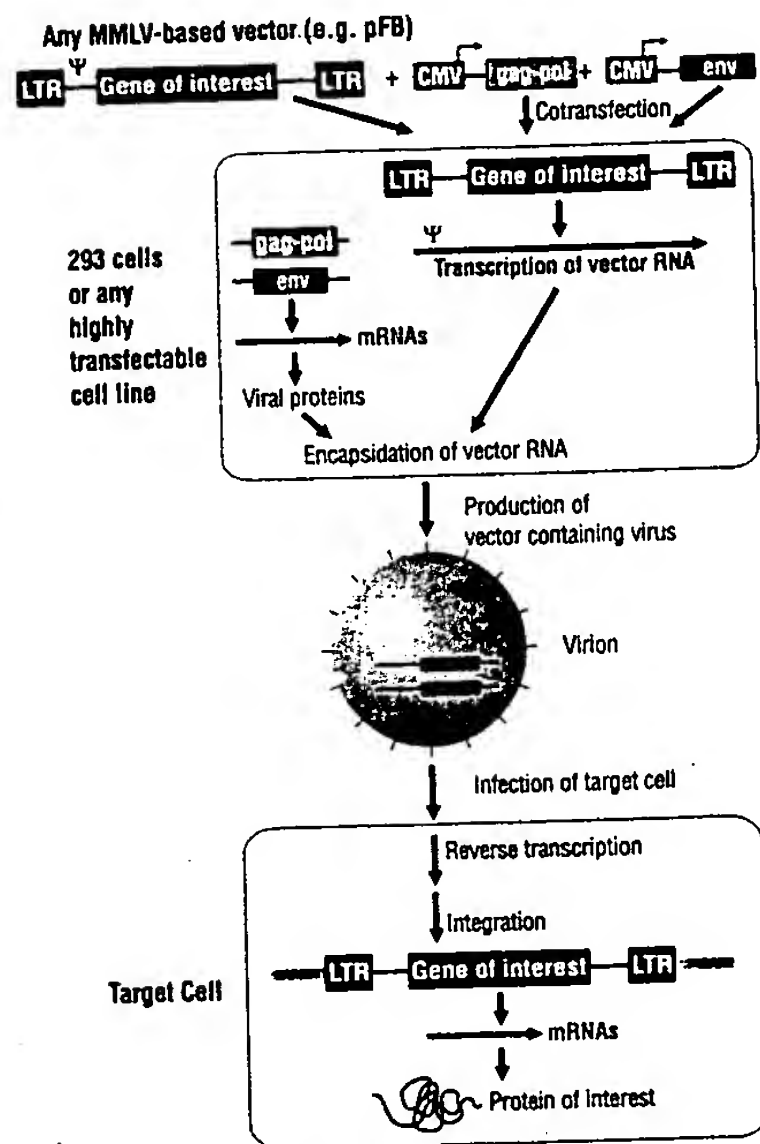 Any MMLV-based vector.(e.g. pFB)
Ψ
LTR Gene of interest LTR + CMV gag-pol + CMV env
Cotransfection
LTR Gene of interest LTR
gag-pol
Ψ
Transcription of vector RNA
env
mRNAs
Viral proteins
Encapsidation of vector RNA
293 cells
or any
highly
transfectable
cell line
Production of
vector containing virus
Virion
Infection of target cell
Reverse transcription
Integration
LTR Gene of interest LTR
Target Cell
mRNAs
Protein of interest